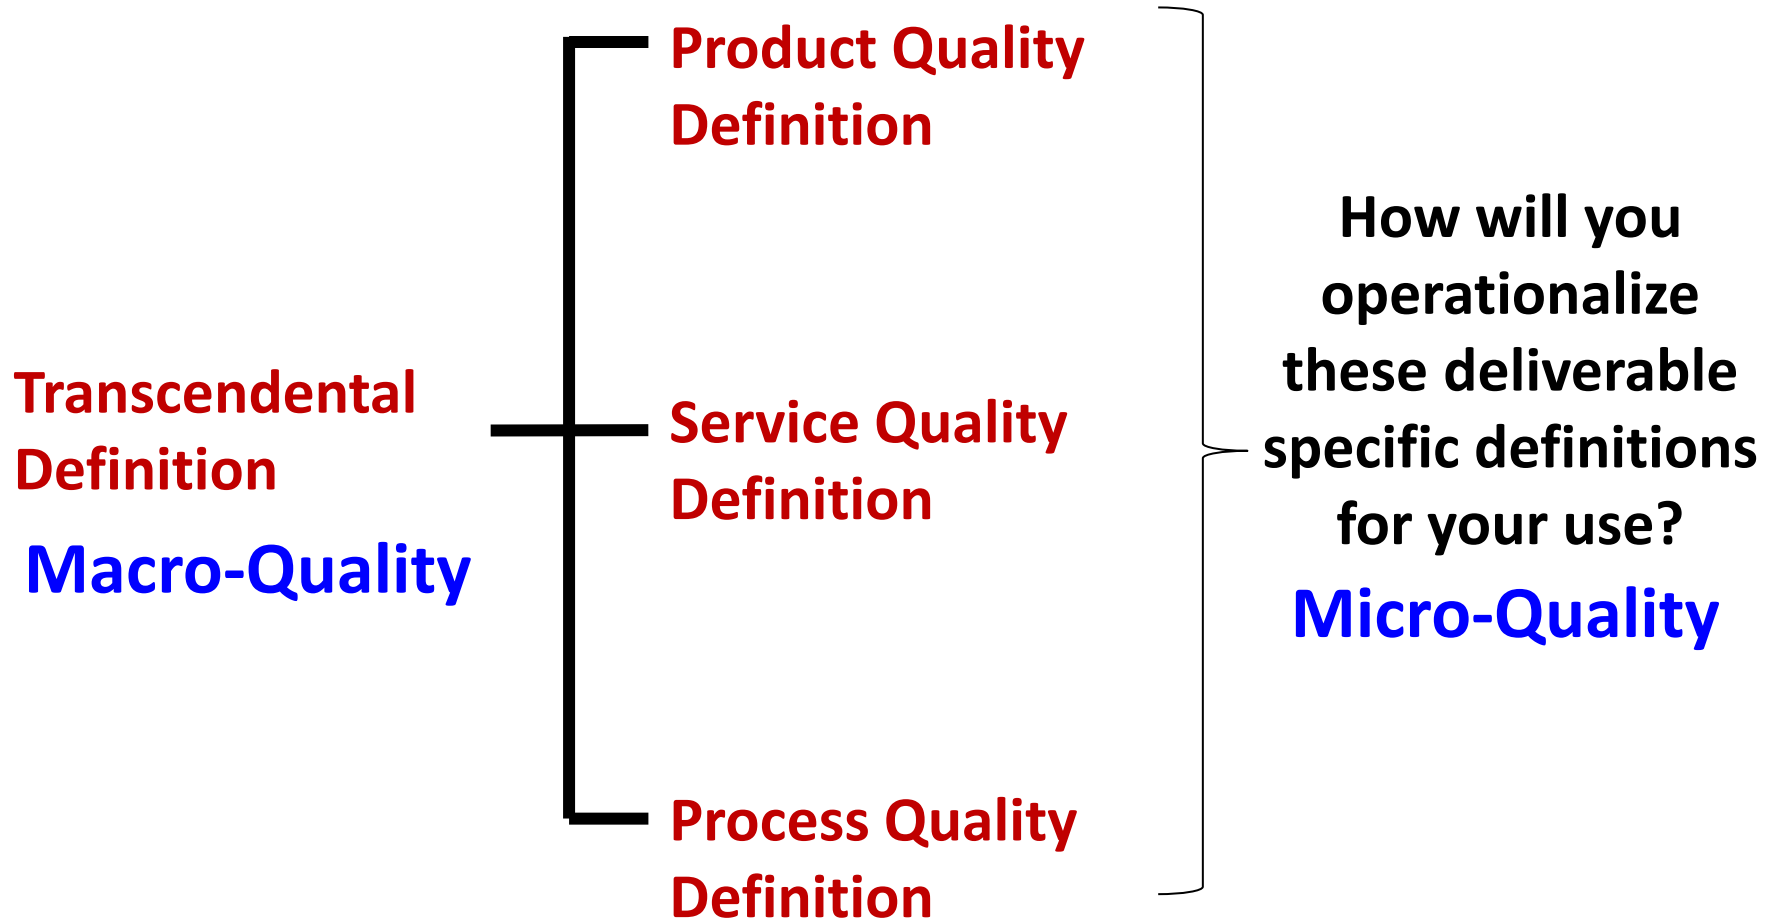 Transcendental
Definition
Macro-Quality
Product Quality
Definition
Service Quality
Definition
Process Quality
Definition
How will you
operationalize
these deliverable
specific definitions
for your use?
Micro-Quality